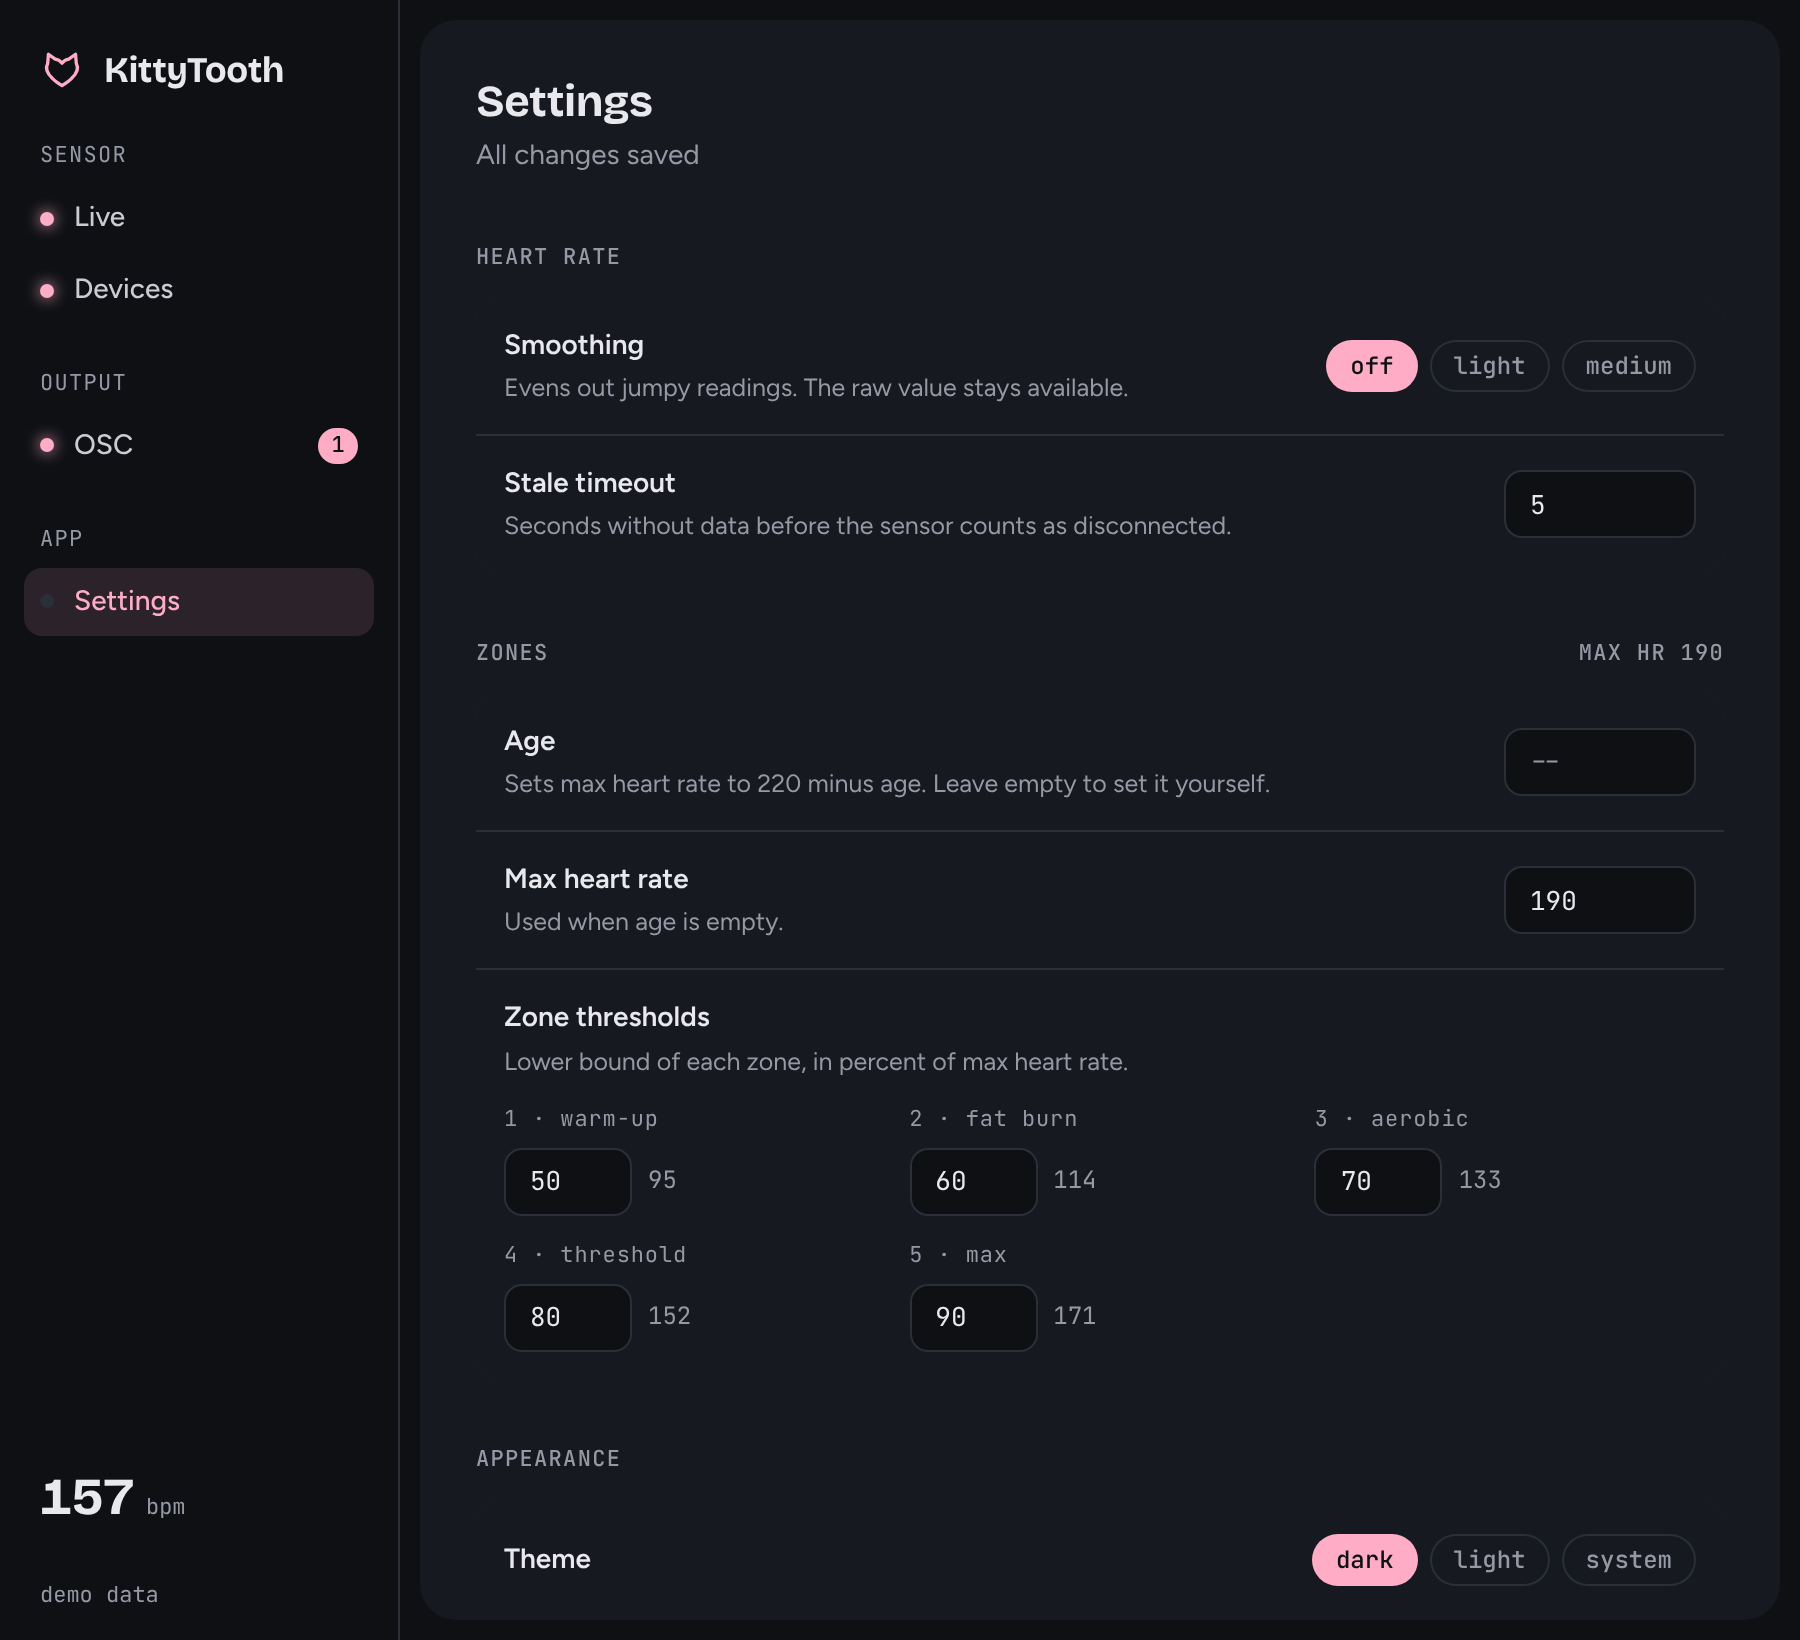 KittyTooth
SENSOR
Live
Devices
OUTPUT
OSC 1
APP
Settings
157 bpm
demo data
Settings
All changes saved
HEART RATE
Smoothing
Evens out jumpy readings. The raw value stays available.
off light medium
Stale timeout
Seconds without data before the sensor counts as disconnected.
5
ZONES MAX HR 190
Age
Sets max heart rate to 220 minus age. Leave empty to set it yourself.
--
Max heart rate
Used when age is empty.
190
Zone thresholds
Lower bound of each zone, in percent of max heart rate.
1 · warm-up 2 · fat burn 3 · aerobic
50 95 60 114 70 133
4 · threshold 5 · max
80 152 90 171
APPEARANCE
Theme dark light system